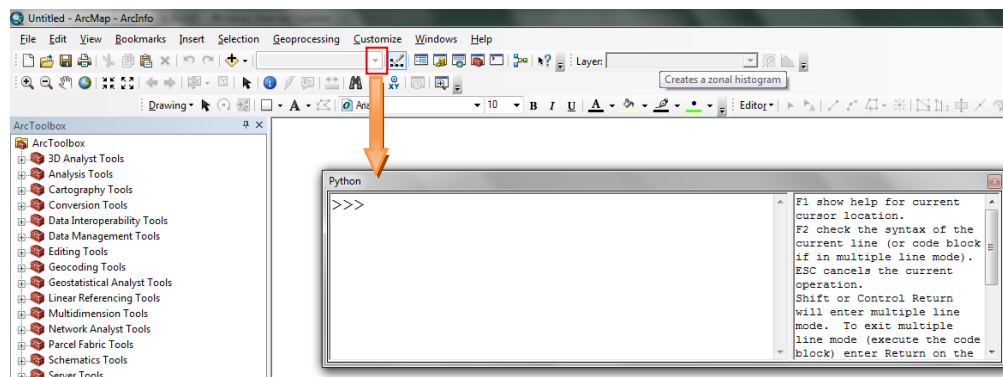 Untitled - ArcMap - ArcInfo
File Edit View Bookmarks Insert Selection Geoprocessing Customize Windows Help
Layer:
Creates a zonal histogram
Drawing A 10 B I U A Editor
ArcToolbox
ArcToolbox
3D Analyst Tools
Analysis Tools
Cartography Tools
Conversion Tools
Data Interoperability Tools
Data Management Tools
Editing Tools
Geocoding Tools
Geostatistical Analyst Tools
Linear Referencing Tools
Multidimension Tools
Network Analyst Tools
Parcel Fabric Tools
Schematics Tools
Server Tools
Python
>>>
F1 show help for current
cursor location.
F2 check the syntax of the
current line (or code block
if in multiple line mode).
ESC cancels the current
operation.
Shift or Control Return
will enter multiple line
mode. To exit multiple
line mode (execute the code
block) enter Return on the